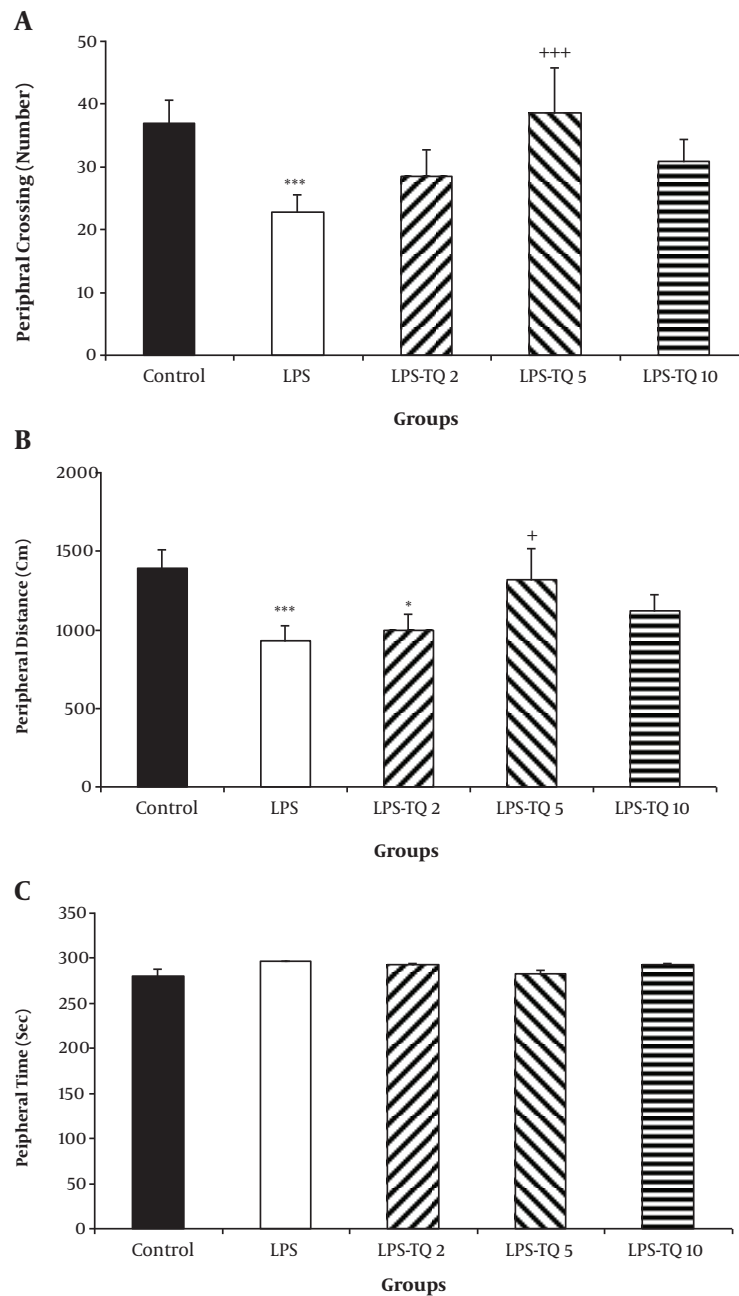 A
Periphral Crossing (Number)
50
40
30
20
10
0
***
+++
Control LPS LPS-TQ 2 LPS-TQ 5 LPS-TQ 10
Groups
B
Peripheral Distance (Cm)
2000
1500
1000
500
0
***
*
+
Control LPS LPS-TQ 2 LPS-TQ 5 LPS-TQ 10
Groups
C
Peipheral Time (Sec)
350
300
250
200
150
100
50
0
Control LPS LPS-TQ 2 LPS-TQ 5 LPS-TQ 10
Groups